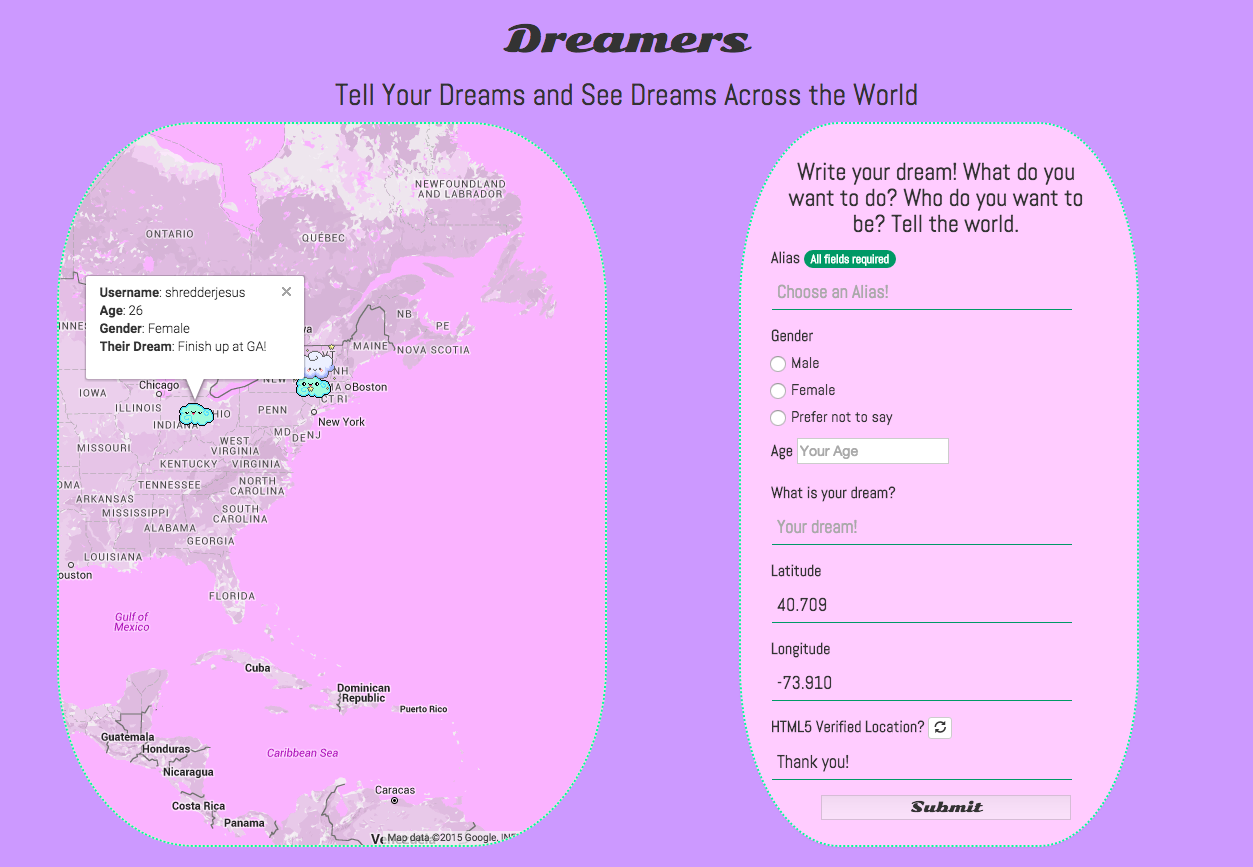 Dreamers
Tell Your Dreams and See Dreams Across the World
NEWFOUNDLAND
AND LABRADOR
ONTARIO
QUÉBEC
Username: shredderjesus
Age: 26
Gender: Female
Their Dream: Finish up at GA!
NB
PE
MAINE
NOVA SCOTIA
NH
Chicago
MA
Boston
IOWA
CT RI
ILLINOIS
OHIO
PENN
New York
INDIANA
MD
DE
NJ
WEST
VIRGINIA
MISSOURI
KENTUCKY
VIRGINIA
TENNESSEE
NORTH
CAROLINA
ARKANSAS
MISSISSIPPI
SOUTH
CAROLINA
ALABAMA
GEORGIA
LOUISIANA
ouston
FLORIDA
Gulf of
Mexico
Cuba
Dominican
Republic
Puerto Rico
Guatemala
Honduras
Caribbean Sea
Nicaragua
Caracas
Costa Rica
Panama
Map data ©2015 Google,
Write your dream! What do you
want to do? Who do you want to
be? Tell the world.
Alias All fields required
Choose an Alias!
Gender
Male
Female
Prefer not to say
Age Your Age
What is your dream?
Your dream!
Latitude
40.709
Longitude
-73.910
HTML5 Verified Location?
Thank you!
Submit